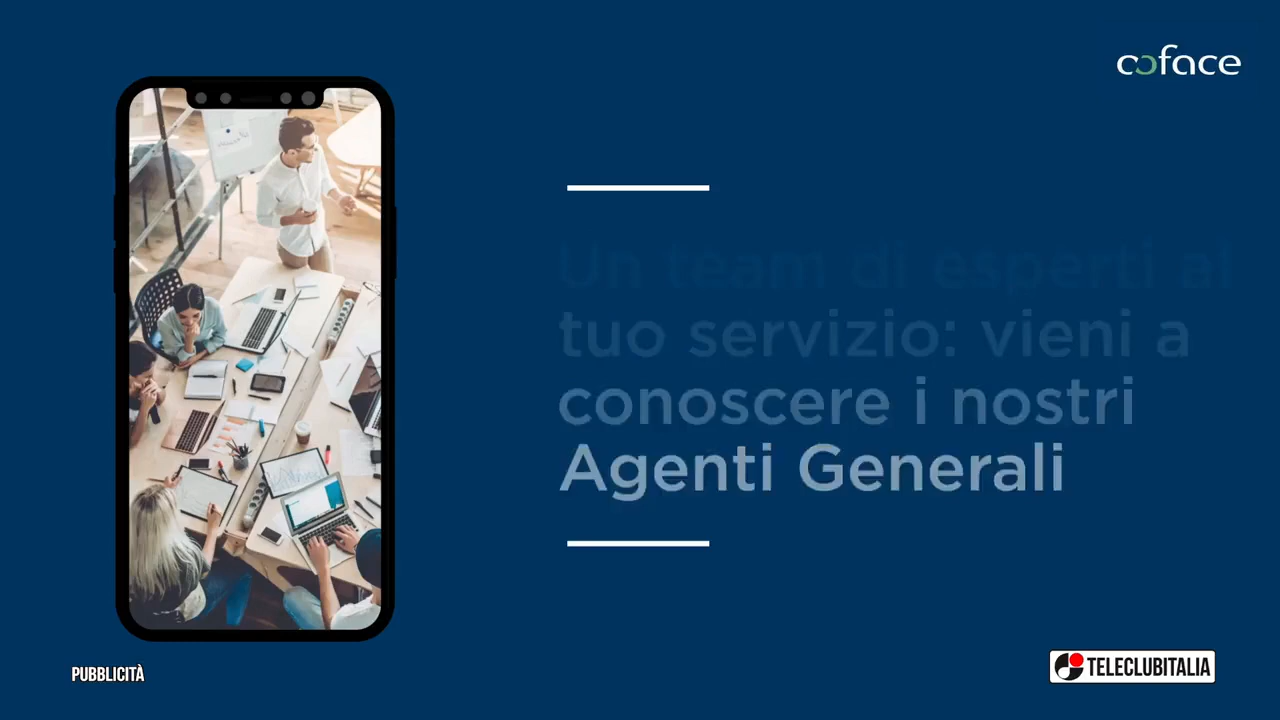 coface
Un team di esperti al
tuo servizio: vieni a
conoscere i nostri
Agenti Generali
PUBBLICITÀ
TELECLUBITALIA